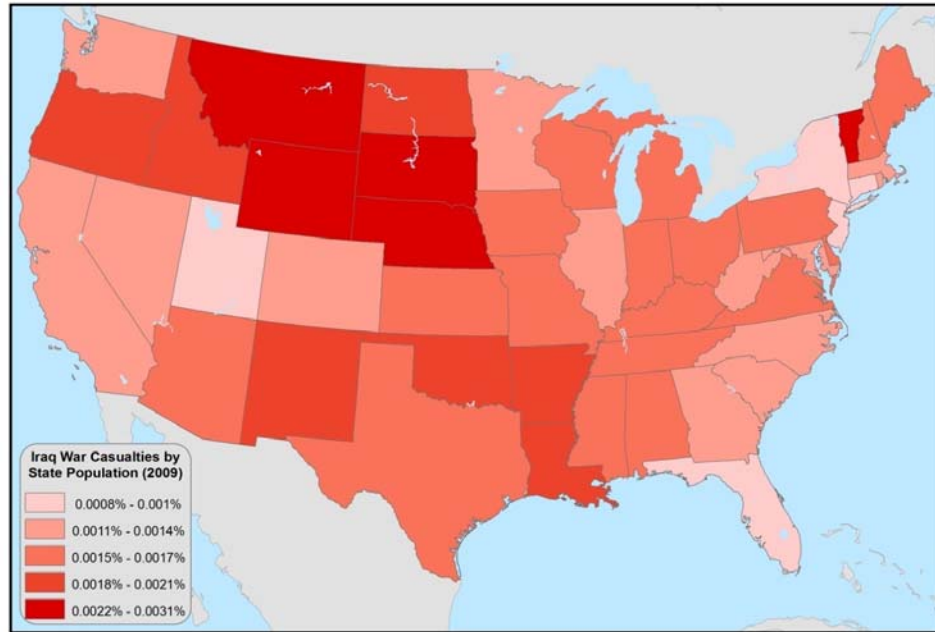 Iraq War Casualties by
State Population (2009)
0.0008% - 0.001%
0.0011% - 0.0014%
0.0015% - 0.0017%
0.0018% - 0.0021%
0.0022% - 0.0031%